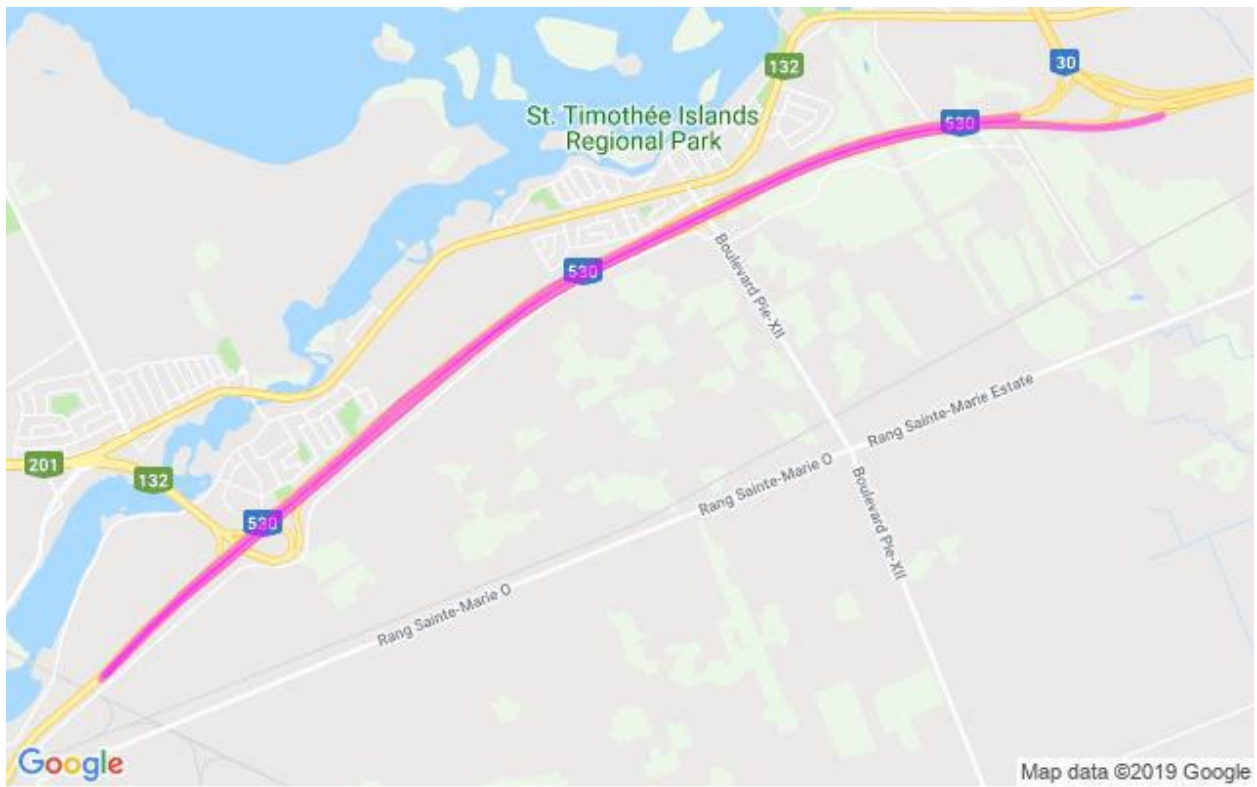 30
132
St. Timothée Islands
Regional Park
530
530
Boulevard Pie-XII
Rang Sainte-Marie Estate
201
132
Rang Sainte-Marie O
Boulevard Pie-XII
530
Rang Sainte-Marie O
Google
Map data ©2019 Google